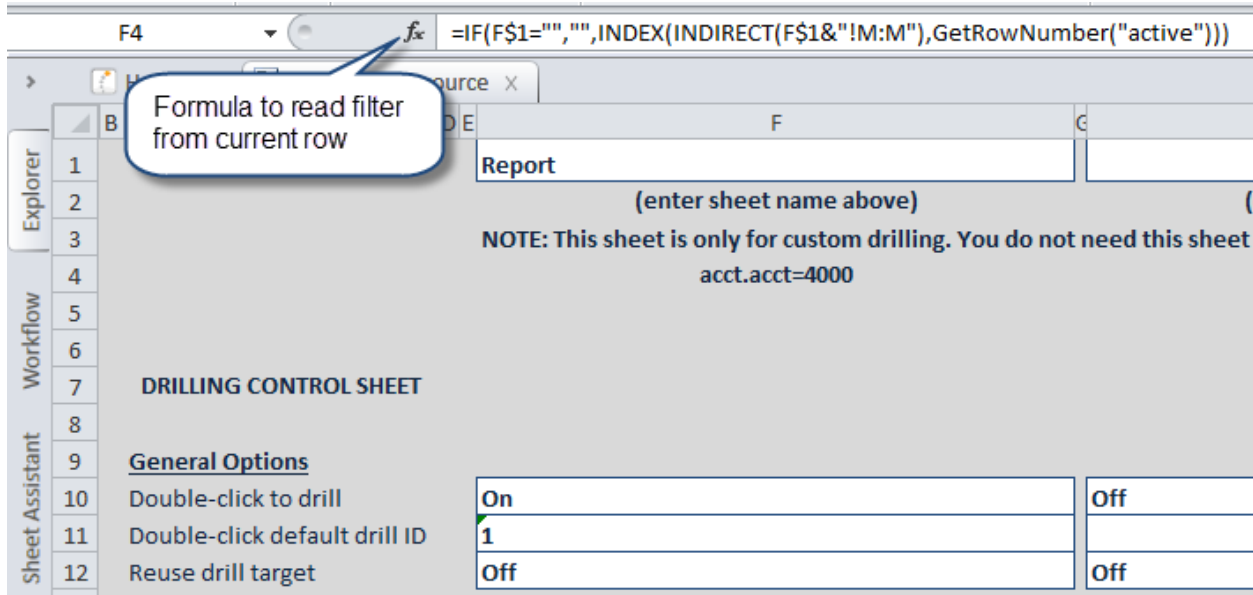 F4 fx =IF(F$1="","",INDEX(INDIRECT(F$1&"!M:M"),GetRowNumber("active")))
> H ource X
Formula to read filter
from current row
B D E F G
Explorer
Workflow
Sheet Assistant
1 Report
2 (enter sheet name above) (
3 NOTE: This sheet is only for custom drilling. You do not need this sheet
4 acct.acct=4000
5
6
7 DRILLING CONTROL SHEET
8
9 General Options
10 Double-click to drill On Off
11 Double-click default drill ID 1
12 Reuse drill target Off Off